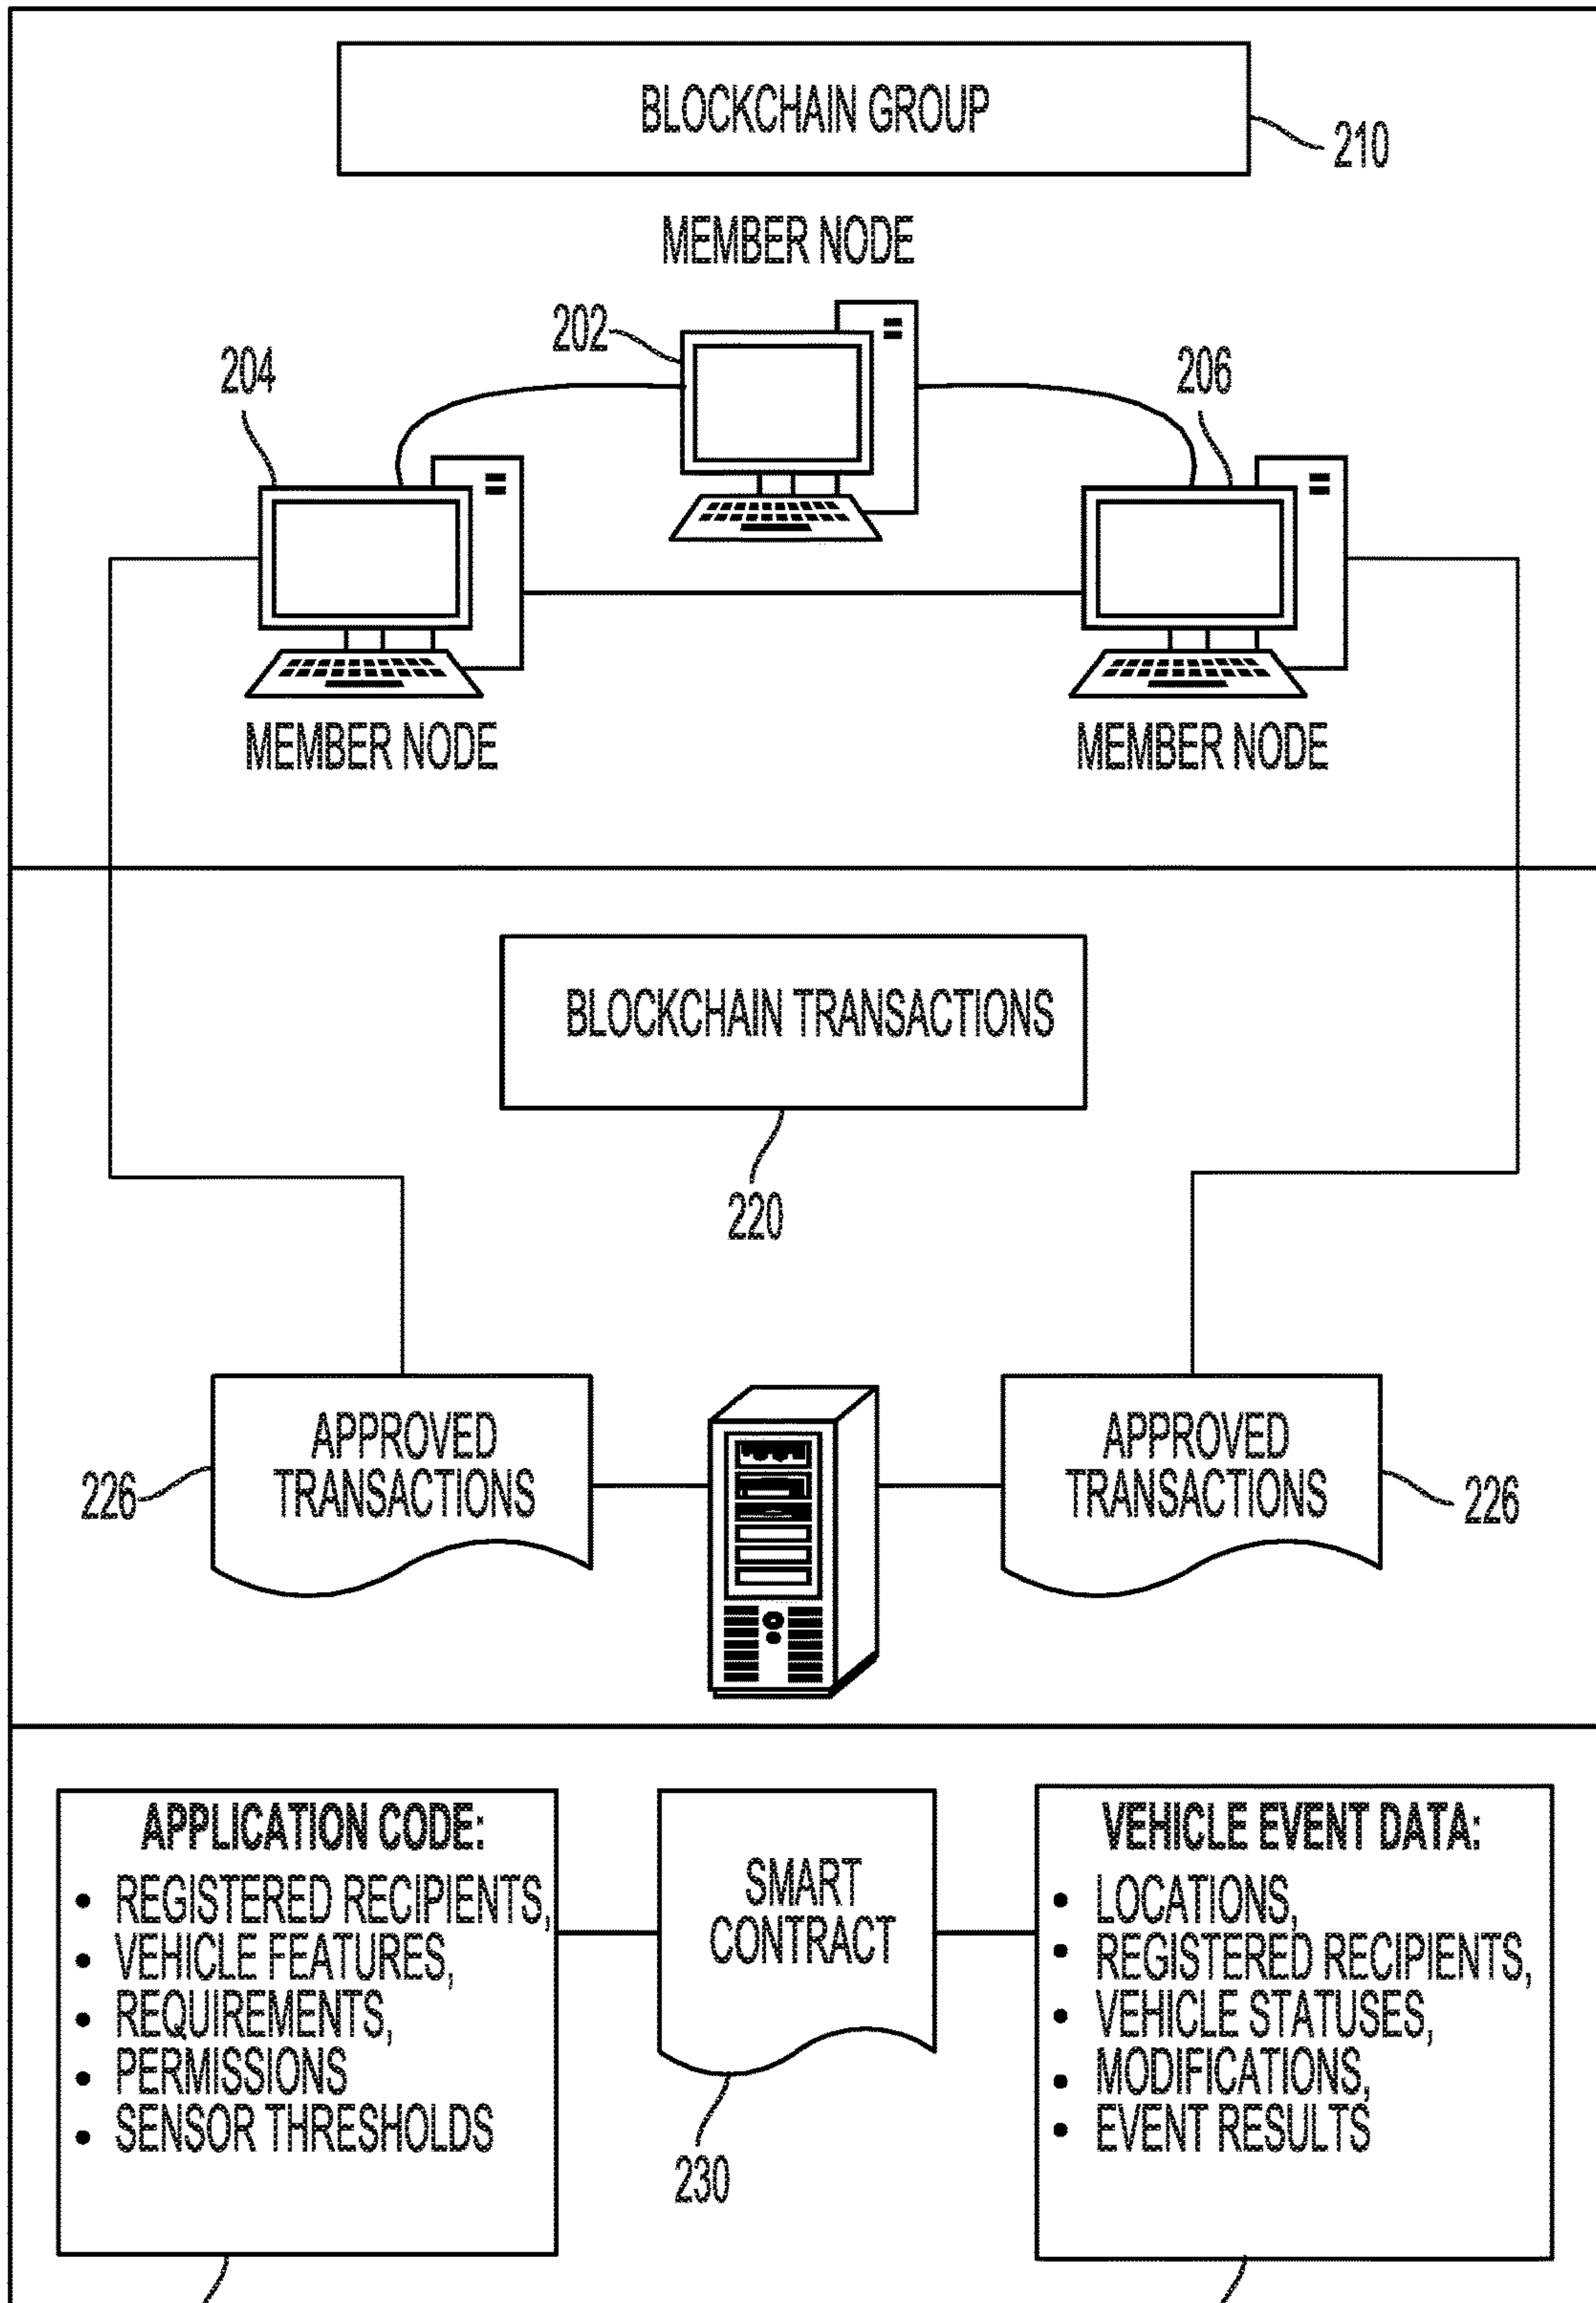 BLOCKCHAIN GROUP
210
MEMBER NODE
202
204
206
MEMBER NODE
MEMBER NODE
BLOCKCHAIN TRANSACTIONS
220
APPROVED
TRANSACTIONS
226
APPROVED
TRANSACTIONS
226
APPLICATION CODE:
• REGISTERED RECIPIENTS,
• VEHICLE FEATURES,
• REQUIREMENTS,
• PERMISSIONS
• SENSOR THRESHOLDS
SMART
CONTRACT
230
VEHICLE EVENT DATA:
• LOCATIONS,
• REGISTERED RECIPIENTS,
• VEHICLE STATUSES,
• MODIFICATIONS,
• EVENT RESULTS